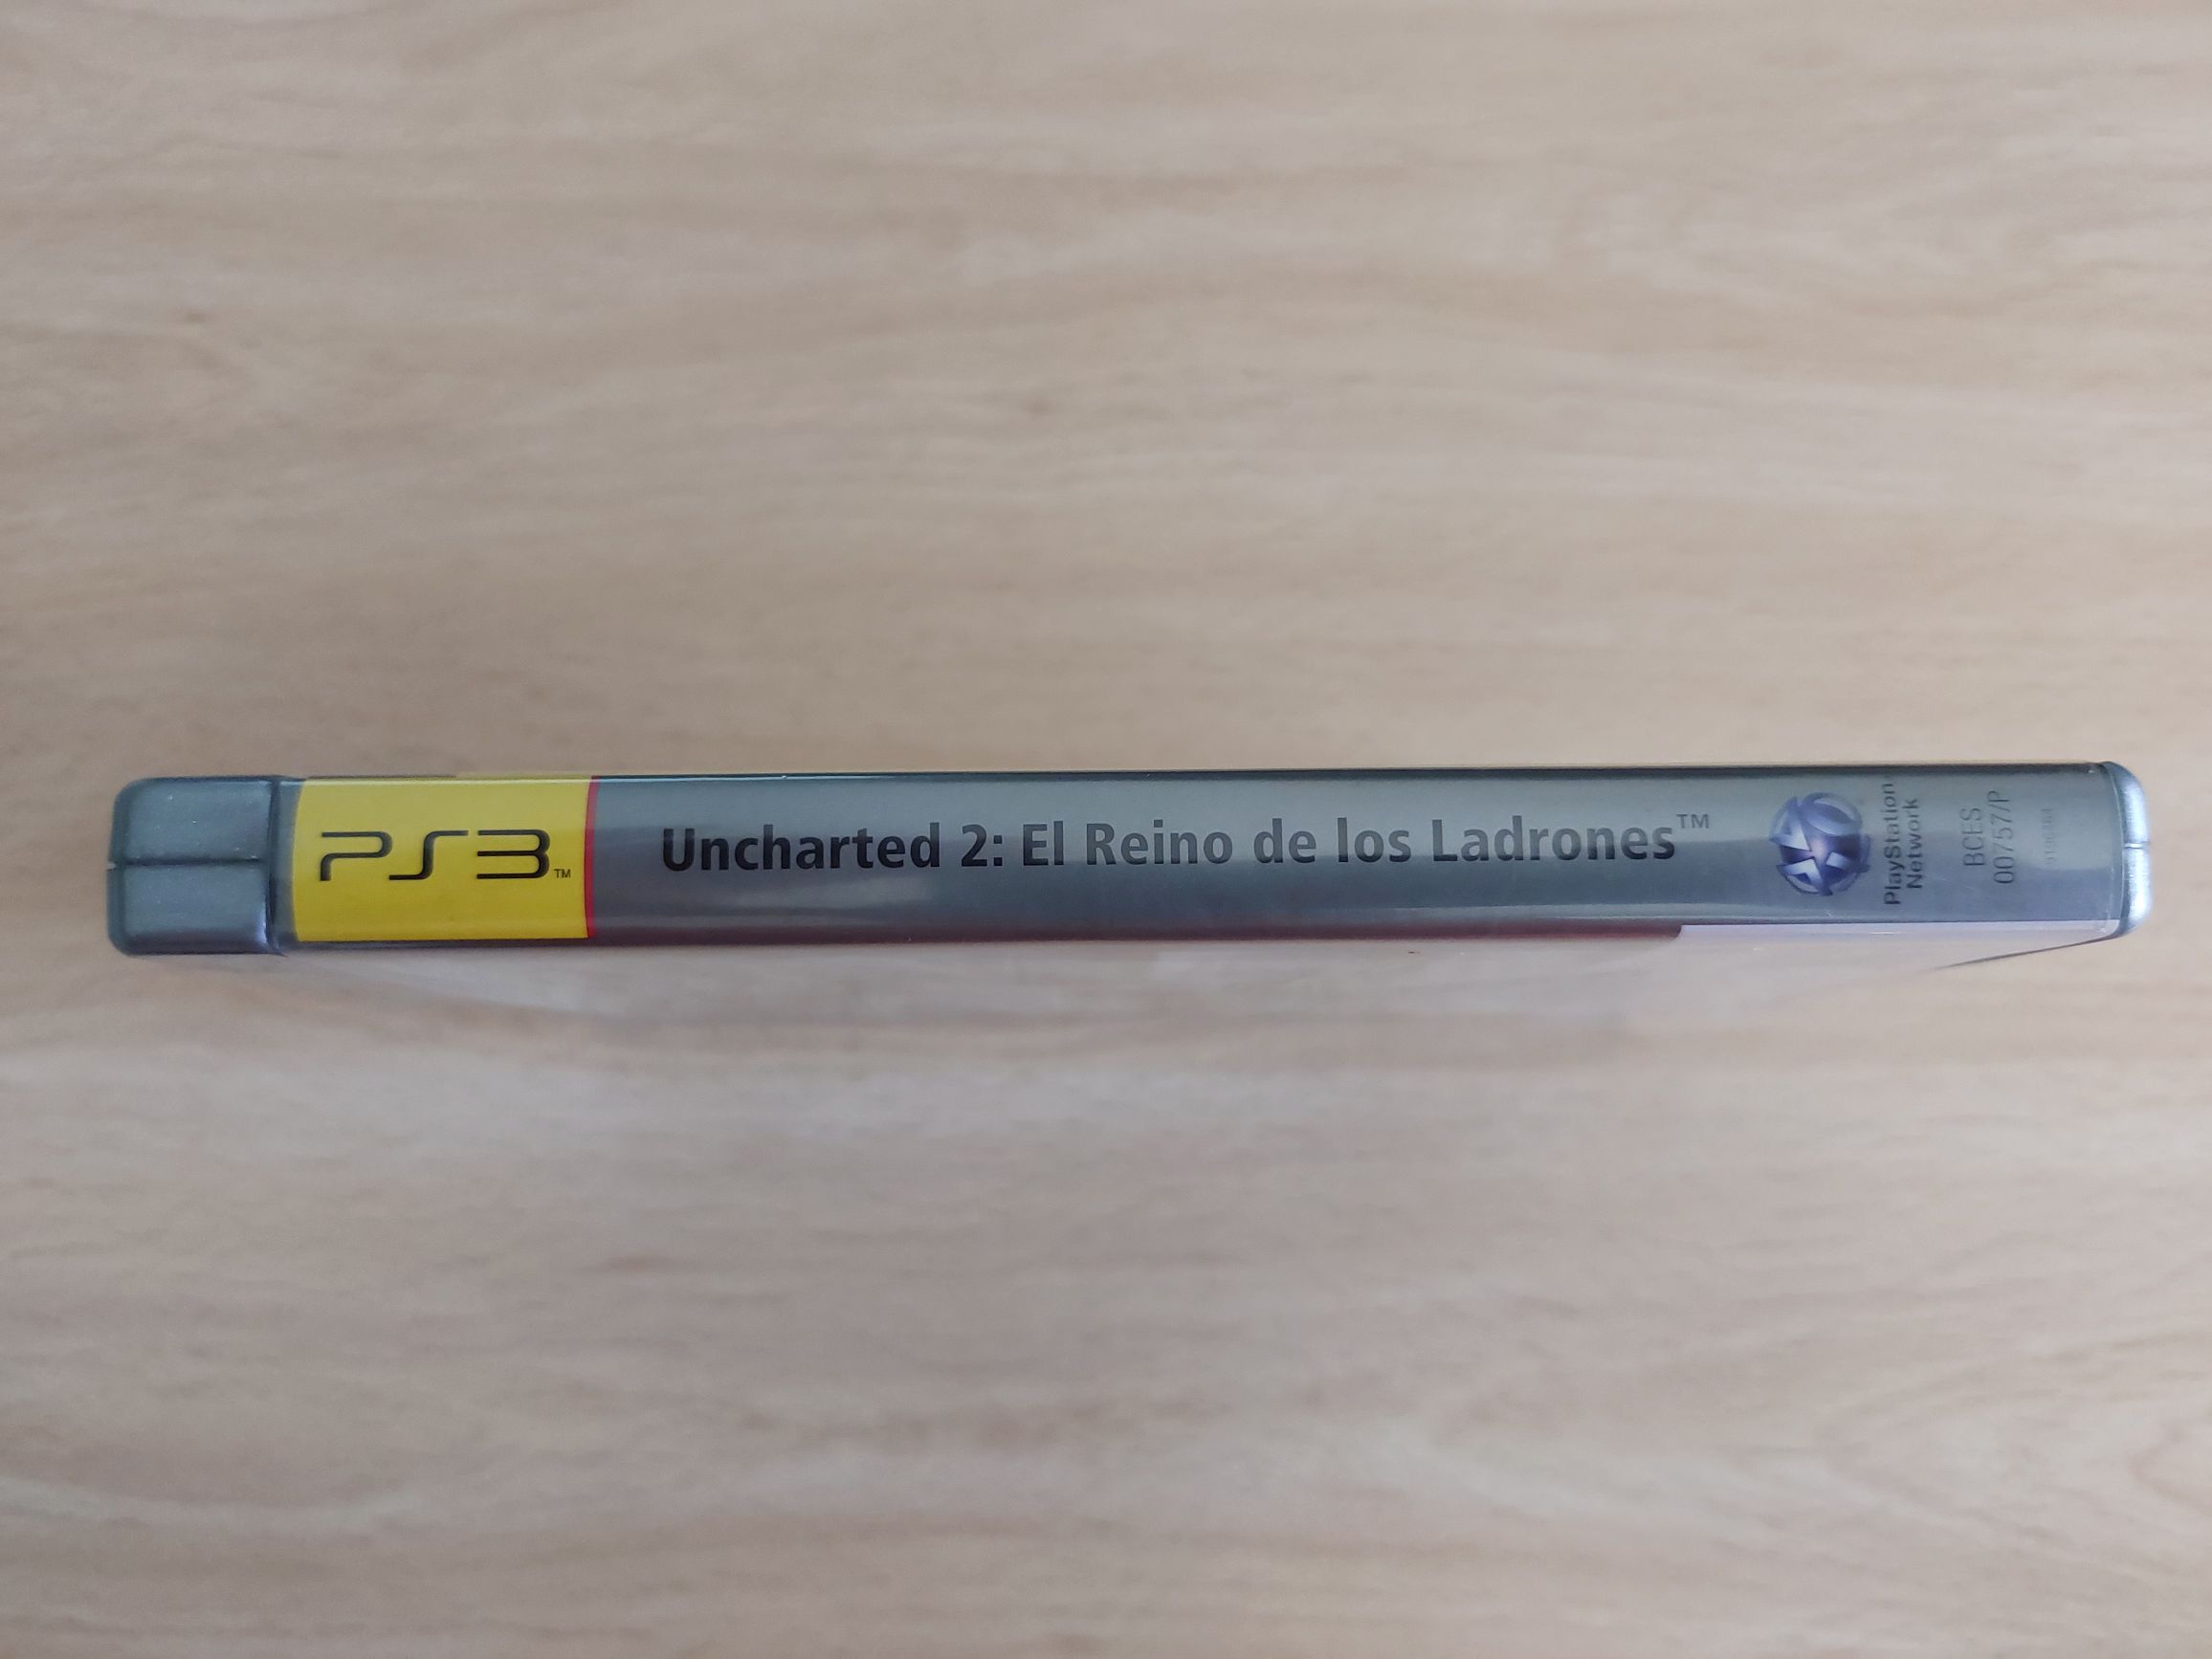 PS3™
Uncharted 2: El Reino de los Ladrones™
PlayStation
Network
BCES
00757/P